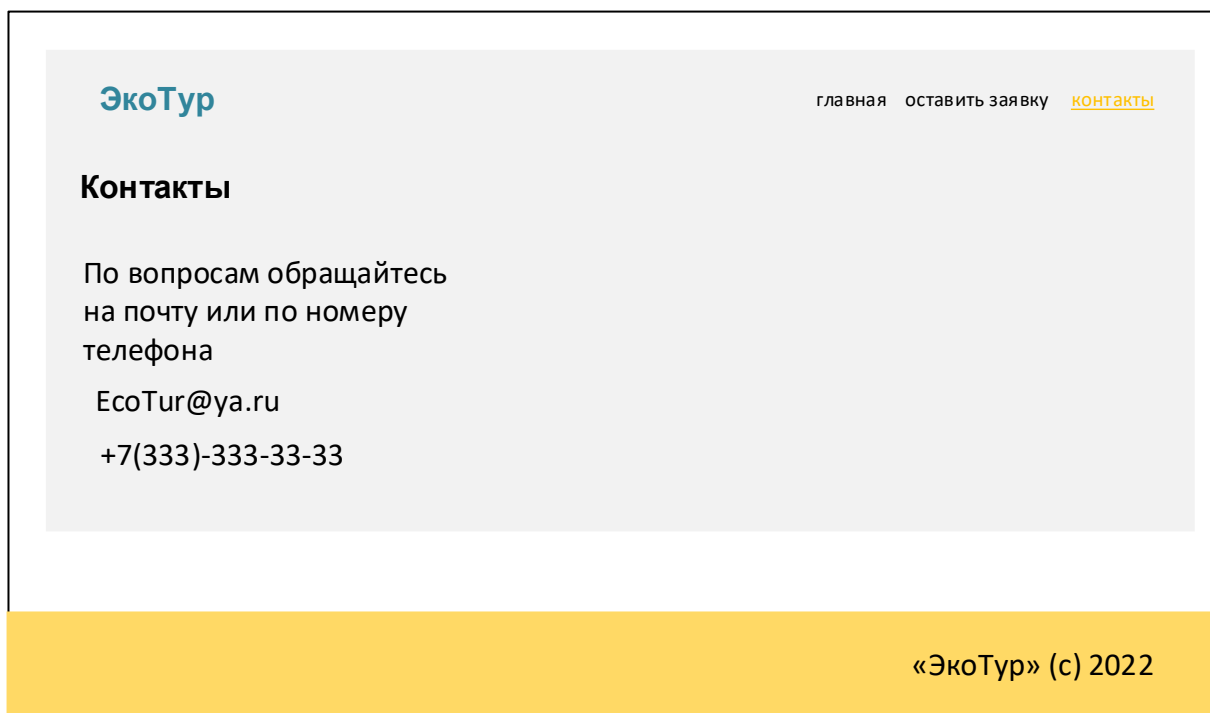 ЭкоТур
главная оставить заявку контакты
Контакты
По вопросам обращайтесь
на почту или по номеру
телефона
EcoTur@ya.ru
+7(333)-333-33-33
«ЭкоТур» (с) 2022